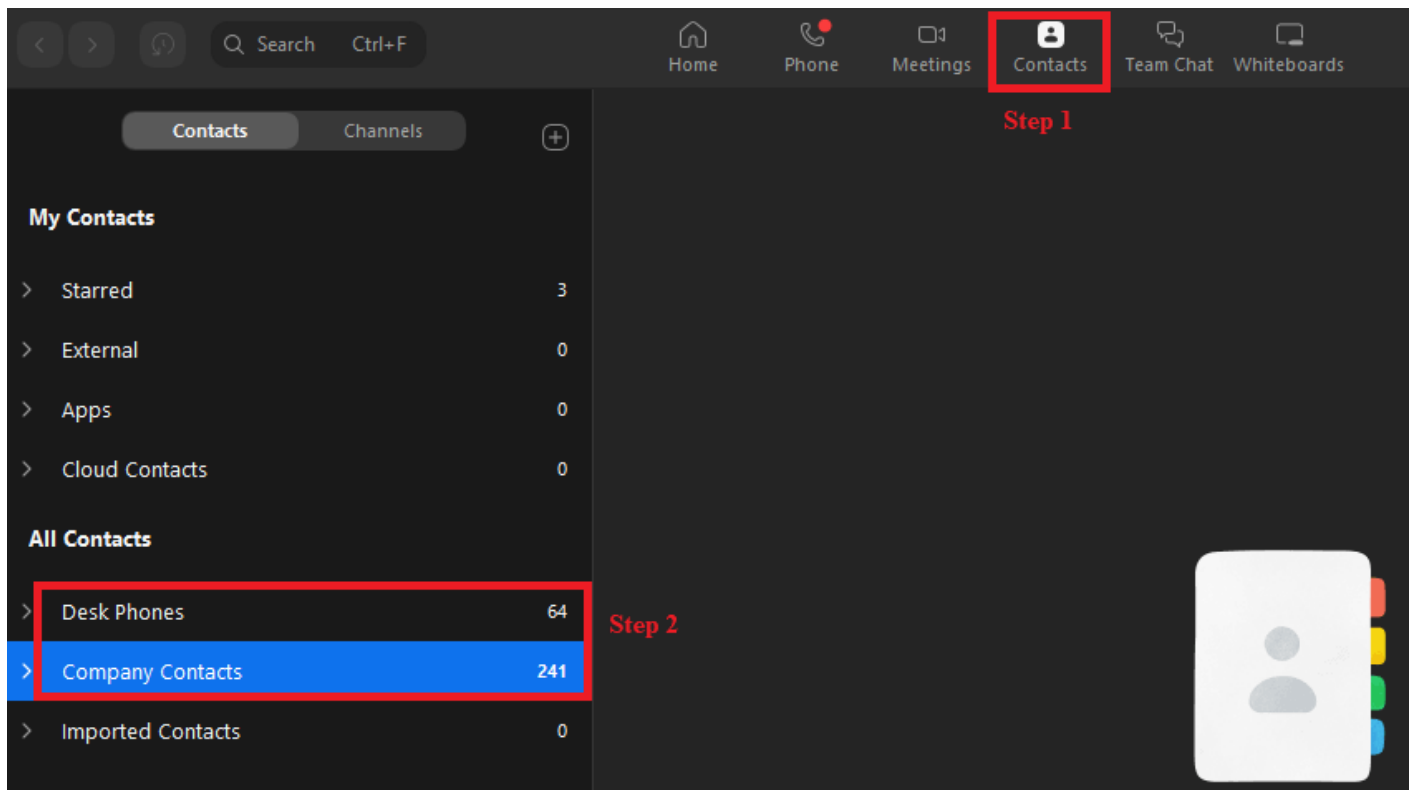 Search Ctrl+F
Home Phone Meetings Contacts Team Chat Whiteboards
Step 1
Contacts Channels
My Contacts
Starred 3
External 0
Apps 0
Cloud Contacts 0
All Contacts
Desk Phones 64
Step 2
Company Contacts 241
Imported Contacts 0